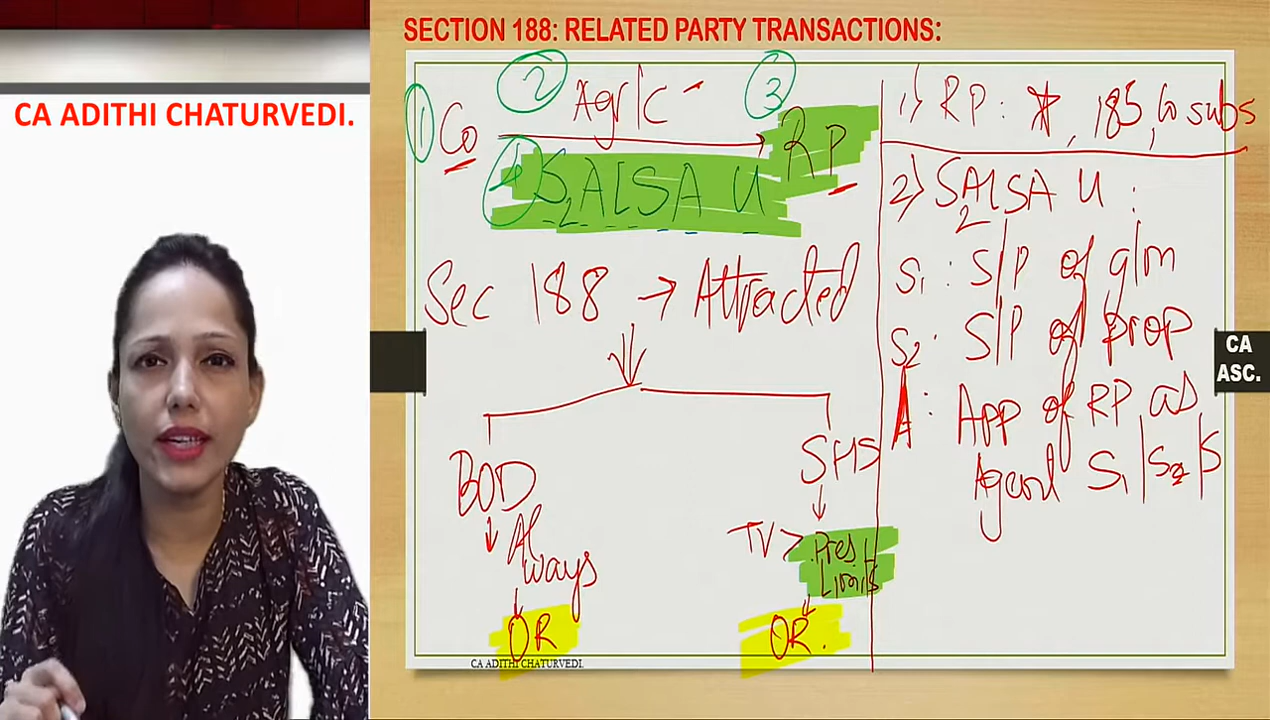 SECTION 188: RELATED PARTY TRANSACTIONS:
CA ADITHI CHATURVEDI.
① Co ② Agr/c ③ RP
④ S2ALSA U
Sec 188 → Attracted
BOD
Always
OR
SHS
TV > Pres. Limits
OR.
1) RP: *, 185, Co subs
2) S2ALSA U :
S1 : S/P of g/m
S2 : S/P of prop
A : App of RP as
Agent S1/S2/S
CA
ASC.
CA ADITHI CHATURVEDI.